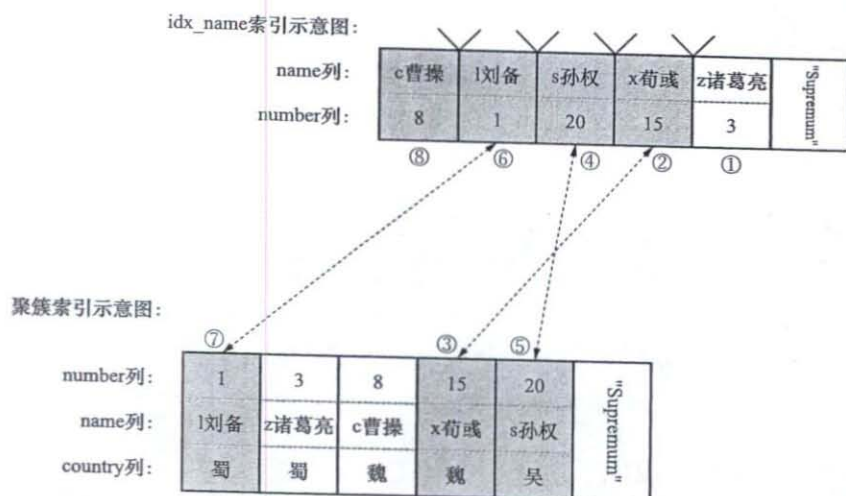 idx_name索引示意图:
name列: c曹操 l刘备 s孙权 x荀彧 z诸葛亮 "Supremum"
number列: 8 1 20 15 3
⑧ ⑥ ④ ② ①
聚簇索引示意图:
⑦ ③ ⑤
number列: 1 3 8 15 20 "Supremum"
name列: l刘备 z诸葛亮 c曹操 x荀彧 s孙权
country列: 蜀 蜀 魏 魏 吴